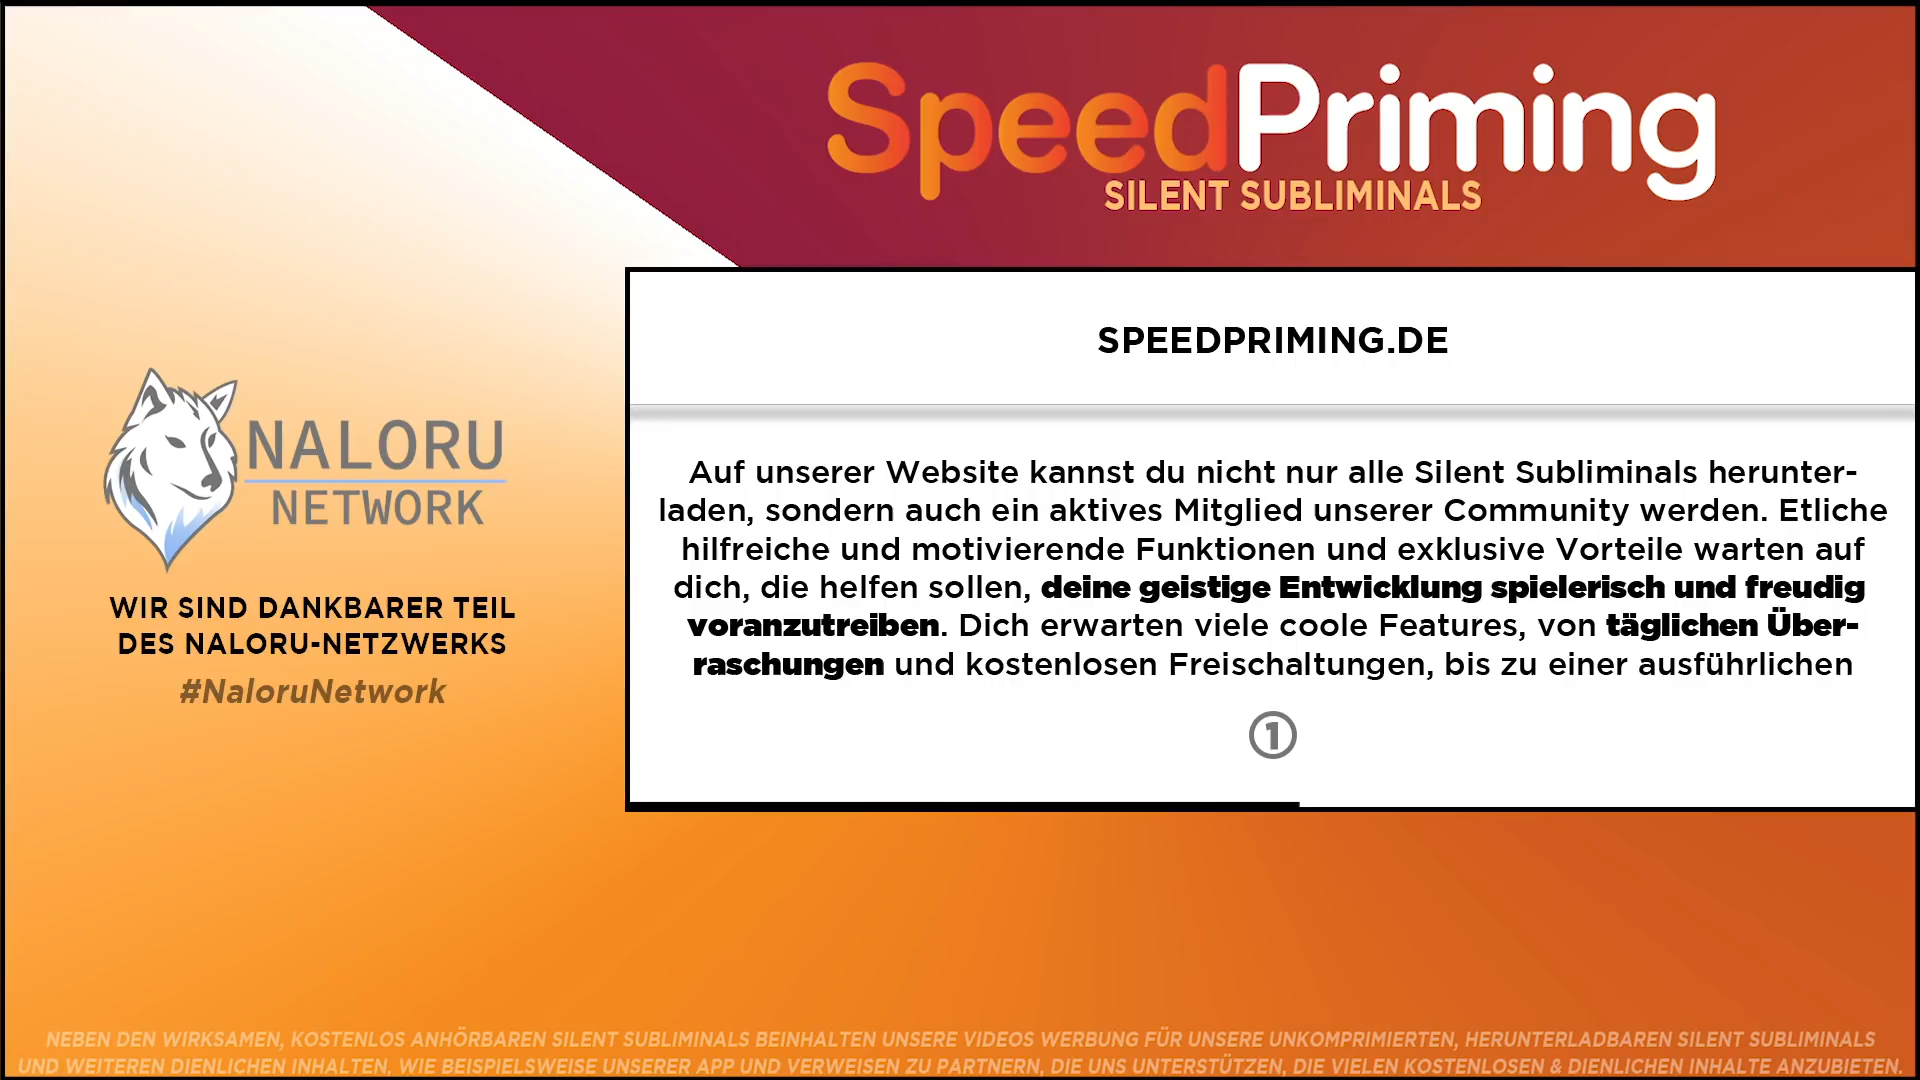 SpeedPriming
SILENT SUBLIMINALS
SPEEDPRIMING.DE
Auf unserer Website kannst du nicht nur alle Silent Subliminals herunter-
laden, sondern auch ein aktives Mitglied unserer Community werden. Etliche
hilfreiche und motivierende Funktionen und exklusive Vorteile warten auf
dich, die helfen sollen, deine geistige Entwicklung spielerisch und freudig
voranzutreiben. Dich erwarten viele coole Features, von täglichen Über-
raschungen und kostenlosen Freischaltungen, bis zu einer ausführlichen
1
NALORU
NETWORK
WIR SIND DANKBARER TEIL
DES NALORU-NETZWERKS
#NaloruNetwork
NEBEN DEN WIRKSAMEN, KOSTENLOS ANHÖRBAREN SILENT SUBLIMINALS BEINHALTEN UNSERE VIDEOS WERBUNG FÜR UNSERE UNKOMPRIMIERTEN, HERUNTERLADBAREN SILENT SUBLIMINALS
UND WEITEREN DIENLICHEN INHALTEN, WIE BEISPIELSWEISE UNSERER APP UND VERWEISEN ZU PARTNERN, DIE UNS UNTERSTÜTZEN, DIE VIELEN KOSTENLOSEN & DIENLICHEN INHALTE ANZUBIETEN.